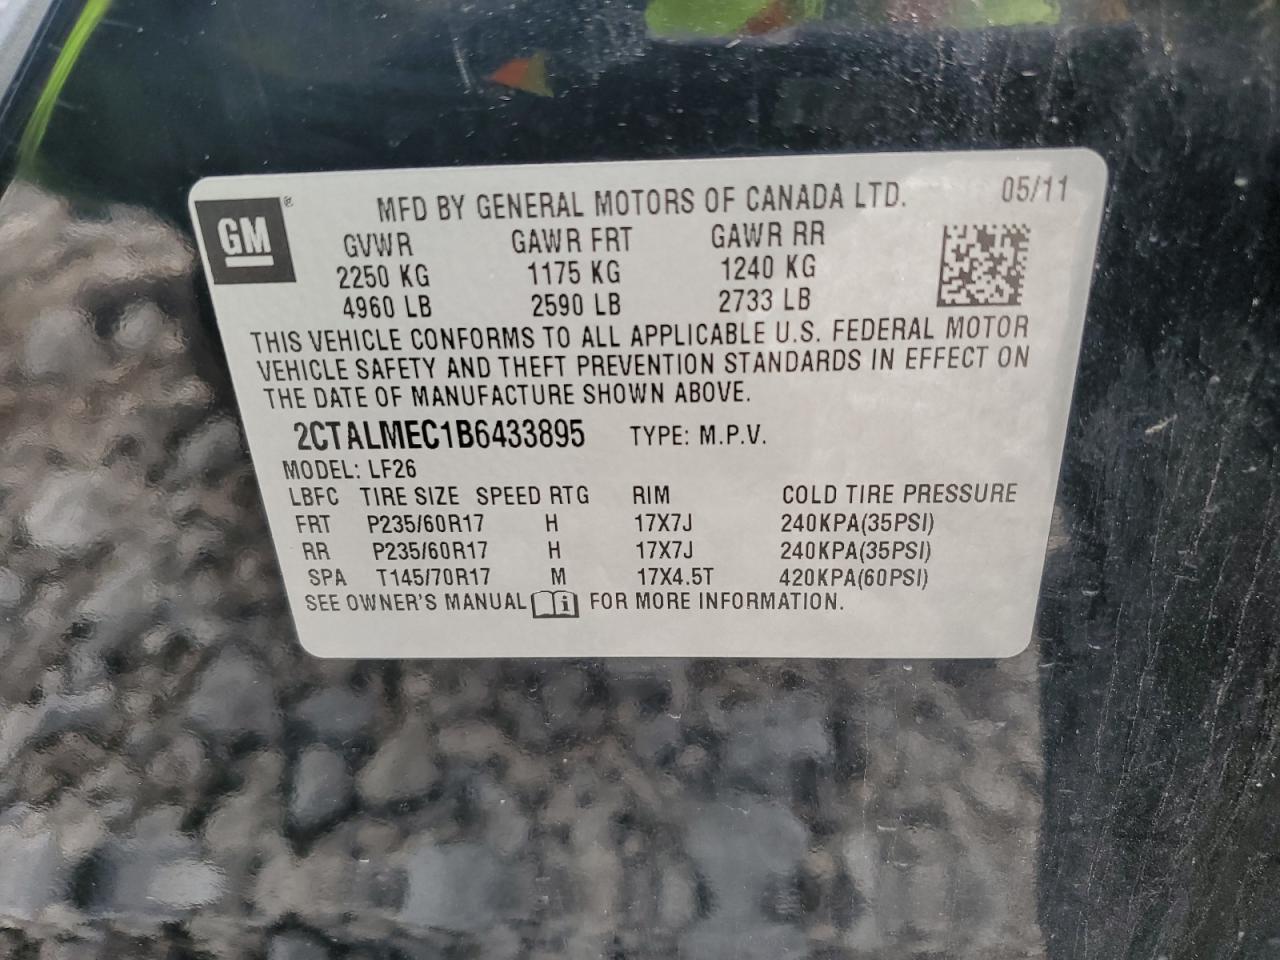 GM®
MFD BY GENERAL MOTORS OF CANADA LTD. 05/11
GVWR GAWR FRT GAWR RR
2250 KG 1175 KG 1240 KG
4960 LB 2590 LB 2733 LB
THIS VEHICLE CONFORMS TO ALL APPLICABLE U.S. FEDERAL MOTOR
VEHICLE SAFETY AND THEFT PREVENTION STANDARDS IN EFFECT ON
THE DATE OF MANUFACTURE SHOWN ABOVE.
2CTALMEC1B6433895 TYPE: M.P.V.
MODEL: LF26
LBFC TIRE SIZE SPEED RTG RIM COLD TIRE PRESSURE
FRT P235/60R17 H 17X7J 240KPA(35PSI)
RR P235/60R17 H 17X7J 240KPA(35PSI)
SPA T145/70R17 M 17X4.5T 420KPA(60PSI)
SEE OWNER'S MANUAL i FOR MORE INFORMATION.